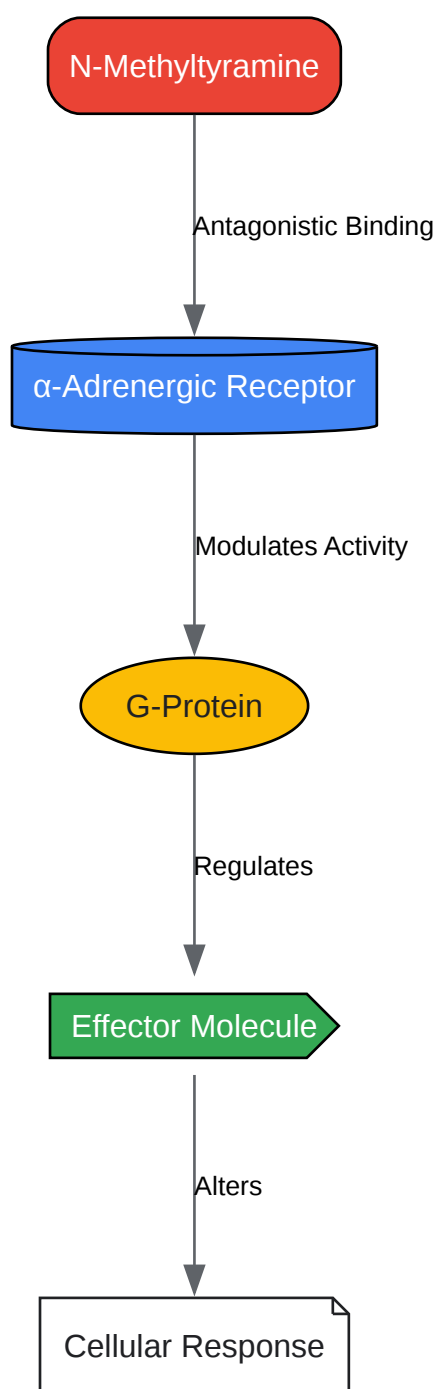 N-Methyltyramine
Antagonistic Binding
α-Adrenergic Receptor
Modulates Activity
G-Protein
Regulates
Effector Molecule
Alters
Cellular Response